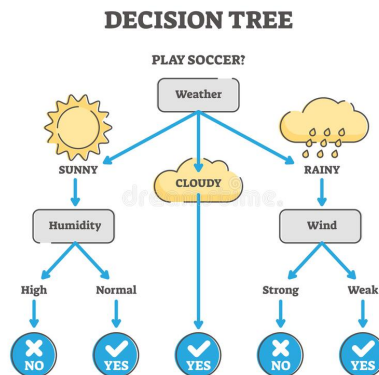 DECISION TREE
PLAY SOCCER?
Weather
SUNNY
CLOUDY
RAINY
Humidity
Wind
High
Normal
Strong
Weak
NO
YES
YES
NO
YES